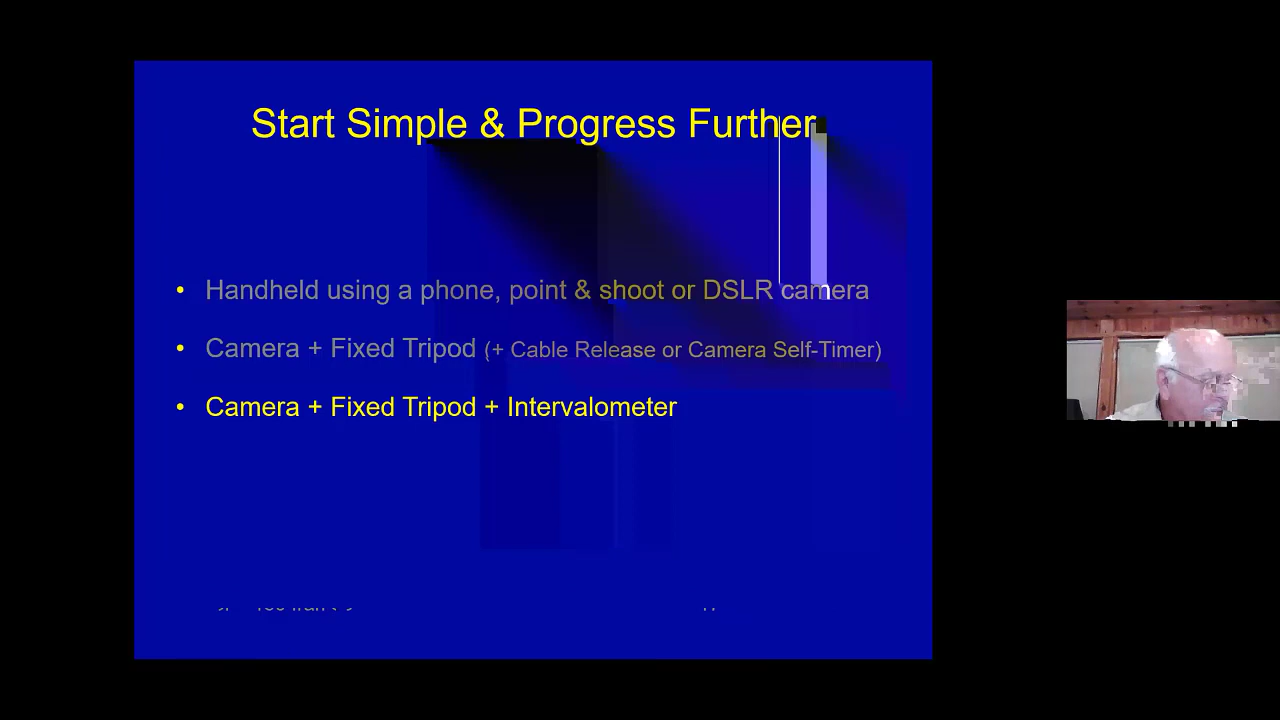 Start Simple & Progress Further
• Handheld using a phone, point & shoot or DSLR camera
• Camera + Fixed Tripod (+ Cable Release or Camera Self-Timer)
• Camera + Fixed Tripod + Intervalometer